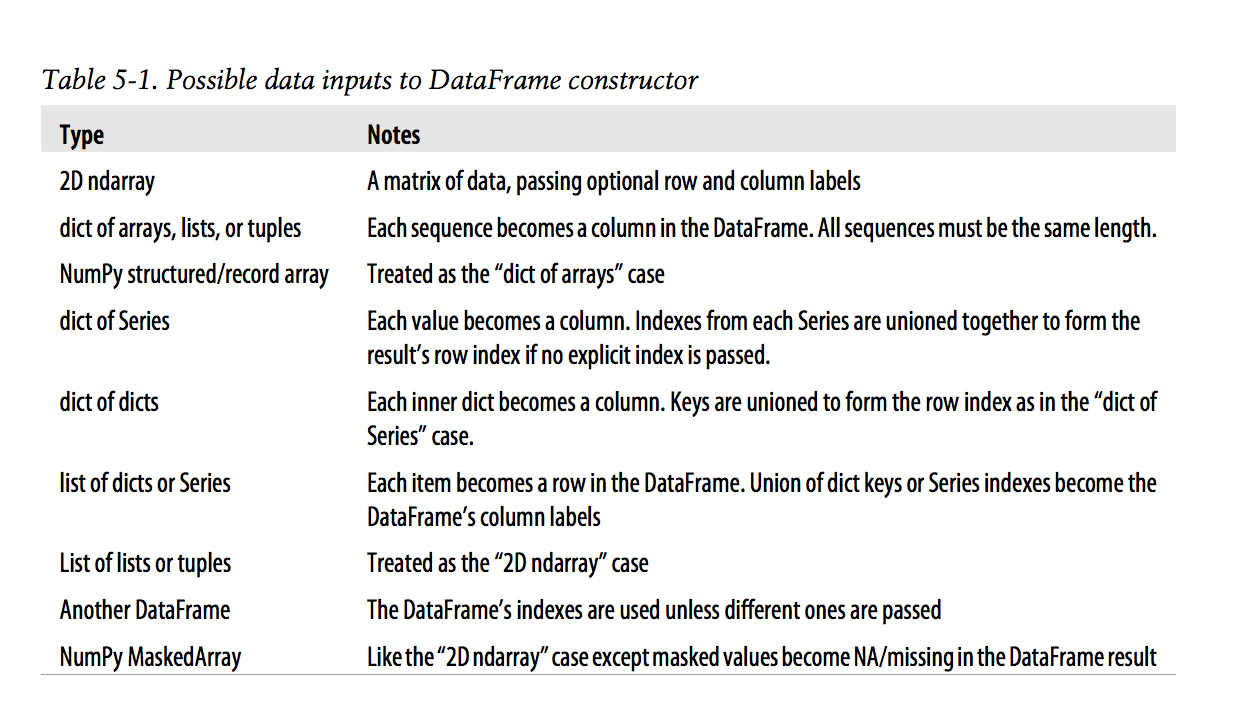 Table 5-1. Possible data inputs to DataFrame constructor
Type Notes
2D ndarray A matrix of data, passing optional row and column labels
dict of arrays, lists, or tuples Each sequence becomes a column in the DataFrame. All sequences must be the same length.
NumPy structured/record array Treated as the “dict of arrays” case
dict of Series Each value becomes a column. Indexes from each Series are unioned together to form the
result’s row index if no explicit index is passed.
dict of dicts Each inner dict becomes a column. Keys are unioned to form the row index as in the “dict of
Series” case.
list of dicts or Series Each item becomes a row in the DataFrame. Union of dict keys or Series indexes become the
DataFrame’s column labels
List of lists or tuples Treated as the “2D ndarray” case
Another DataFrame The DataFrame’s indexes are used unless different ones are passed
NumPy MaskedArray Like the “2D ndarray” case except masked values become NA/missing in the DataFrame result